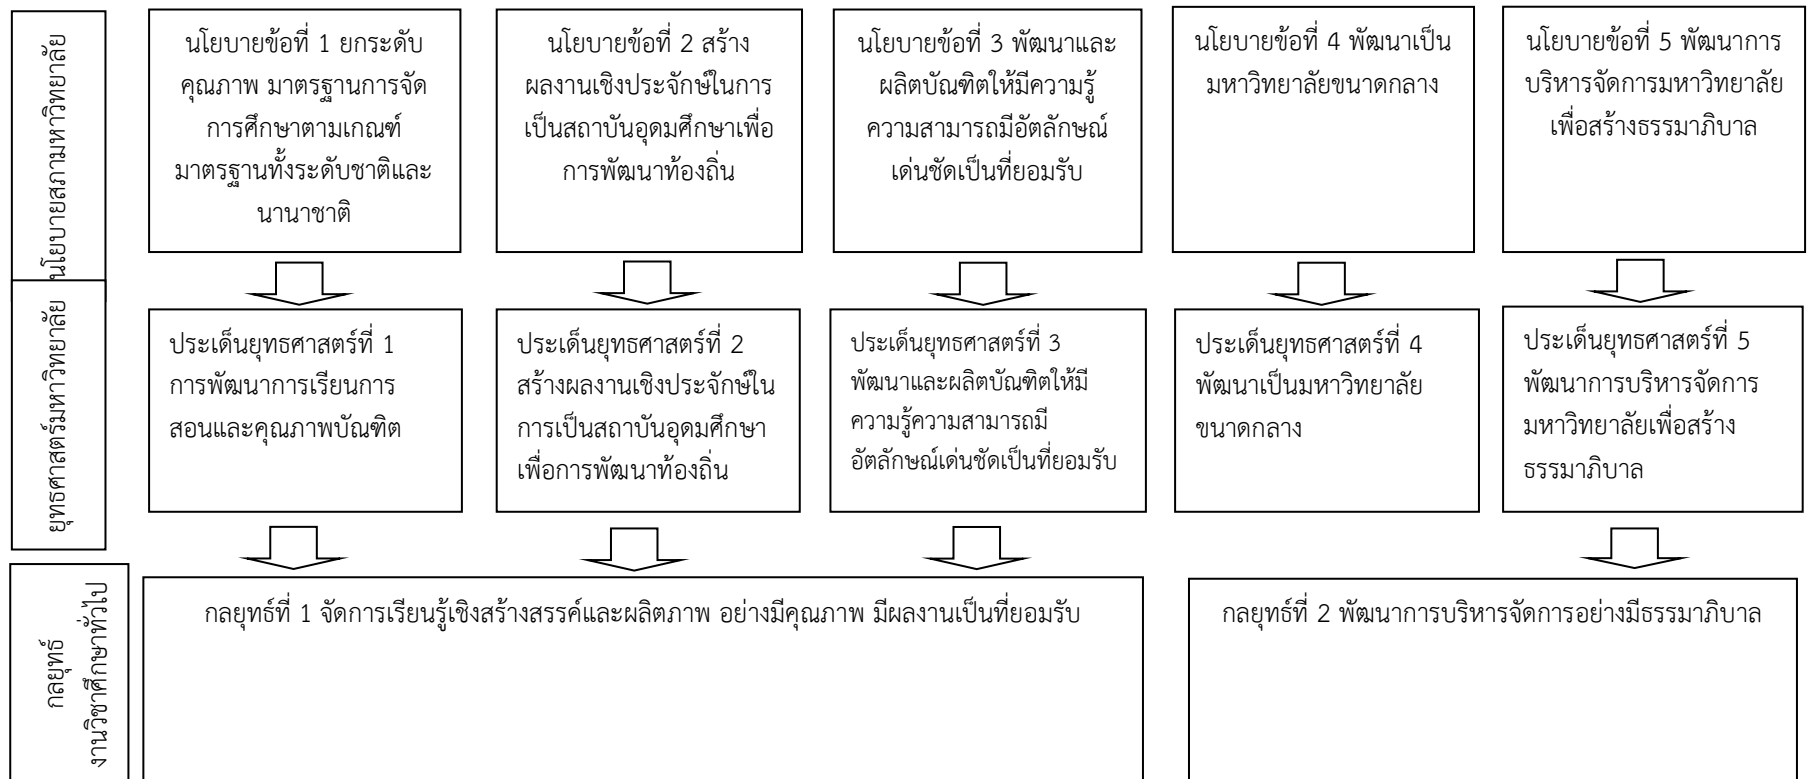 นโยบายสภามหาวิทยาลัย
นโยบายข้อที่ 1 ยกระดับ
คุณภาพ มาตรฐานการจัด
การศึกษาตามเกณฑ์
มาตรฐานทั้งระดับชาติและ
นานาชาติ
นโยบายข้อที่ 2 สร้าง
ผลงานเชิงประจักษ์ในการ
เป็นสถาบันอุดมศึกษาเพื่อ
การพัฒนาท้องถิ่น
นโยบายข้อที่ 3 พัฒนาและ
ผลิตบัณฑิตให้มีความรู้
ความสามารถมีอัตลักษณ์
เด่นชัดเป็นที่ยอมรับ
นโยบายข้อที่ 4 พัฒนาเป็น
มหาวิทยาลัยขนาดกลาง
นโยบายข้อที่ 5 พัฒนาการ
บริหารจัดการมหาวิทยาลัย
เพื่อสร้างธรรมาภิบาล
ยุทธศาสตร์มหาวิทยาลัย
ประเด็นยุทธศาสตร์ที่ 1
การพัฒนาการเรียนการ
สอนและคุณภาพบัณฑิต
ประเด็นยุทธศาสตร์ที่ 2
สร้างผลงานเชิงประจักษ์ใน
การเป็นสถาบันอุดมศึกษา
เพื่อการพัฒนาท้องถิ่น
ประเด็นยุทธศาสตร์ที่ 3
พัฒนาและผลิตบัณฑิตให้มี
ความรู้ความสามารถมี
อัตลักษณ์เด่นชัดเป็นที่ยอมรับ
ประเด็นยุทธศาสตร์ที่ 4
พัฒนาเป็นมหาวิทยาลัย
ขนาดกลาง
ประเด็นยุทธศาสตร์ที่ 5
พัฒนาการบริหารจัดการ
มหาวิทยาลัยเพื่อสร้าง
ธรรมาภิบาล
กลยุทธ์
งานวิชาศึกษาทั่วไป
กลยุทธ์ที่ 1 จัดการเรียนรู้เชิงสร้างสรรค์และผลิตภาพ อย่างมีคุณภาพ มีผลงานเป็นที่ยอมรับ
กลยุทธ์ที่ 2 พัฒนาการบริหารจัดการอย่างมีธรรมาภิบาล